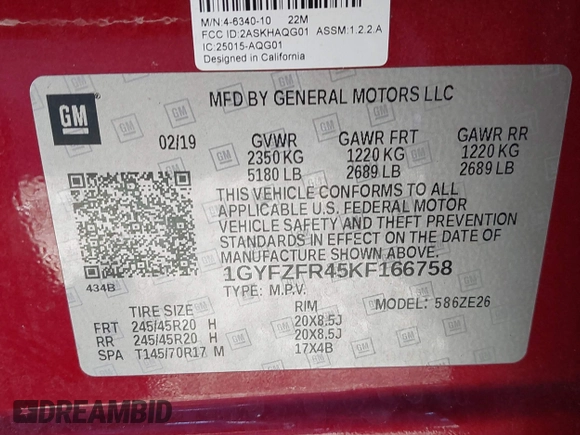 M/N:4-6340-10 22M
FCC ID:2ASKHAQG01 ASSM:1.2.2.A
IC:25015-AQG01
Designed in California
GM
MFD BY GENERAL MOTORS LLC
02/19 GVWR GAWR FRT GAWR RR
2350 KG 1220 KG 1220 KG
5180 LB 2689 LB 2689 LB
THIS VEHICLE CONFORMS TO ALL
APPLICABLE U.S. FEDERAL MOTOR
VEHICLE SAFETY AND THEFT PREVENTION
STANDARDS IN EFFECT ON THE DATE OF
MANUFACTURE SHOWN ABOVE.
1GYFZFR45KF166758
434B TYPE: M.P.V. MODEL: 586ZE26
TIRE SIZE RIM
FRT 245/45R20 H 20X8.5J
RR 245/45R20 H 20X8.5J
SPA T145/70R17 M 17X4B
DREAMBID